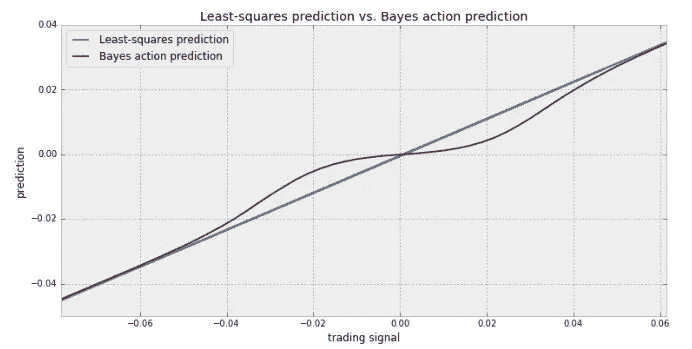 Least-squares prediction vs. Bayes action prediction
Least-squares prediction
Bayes action prediction
0.04
0.02
0.00
−0.02
−0.04
prediction
−0.06
−0.04
−0.02
0.00
0.02
0.04
0.06
trading signal